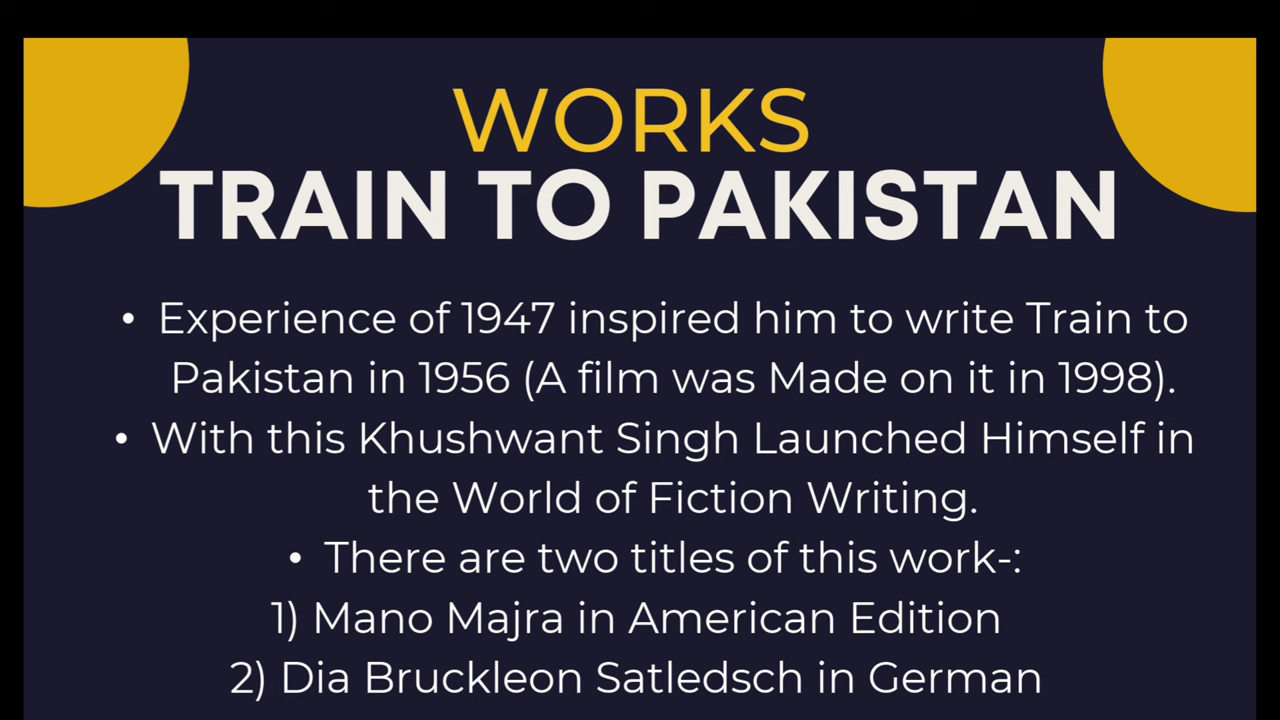 WORKS
TRAIN TO PAKISTAN
• Experience of 1947 inspired him to write Train to
Pakistan in 1956 (A film was Made on it in 1998).
• With this Khushwant Singh Launched Himself in
the World of Fiction Writing.
• There are two titles of this work-:
1) Mano Majra in American Edition
2) Dia Bruckleon Satledsch in German